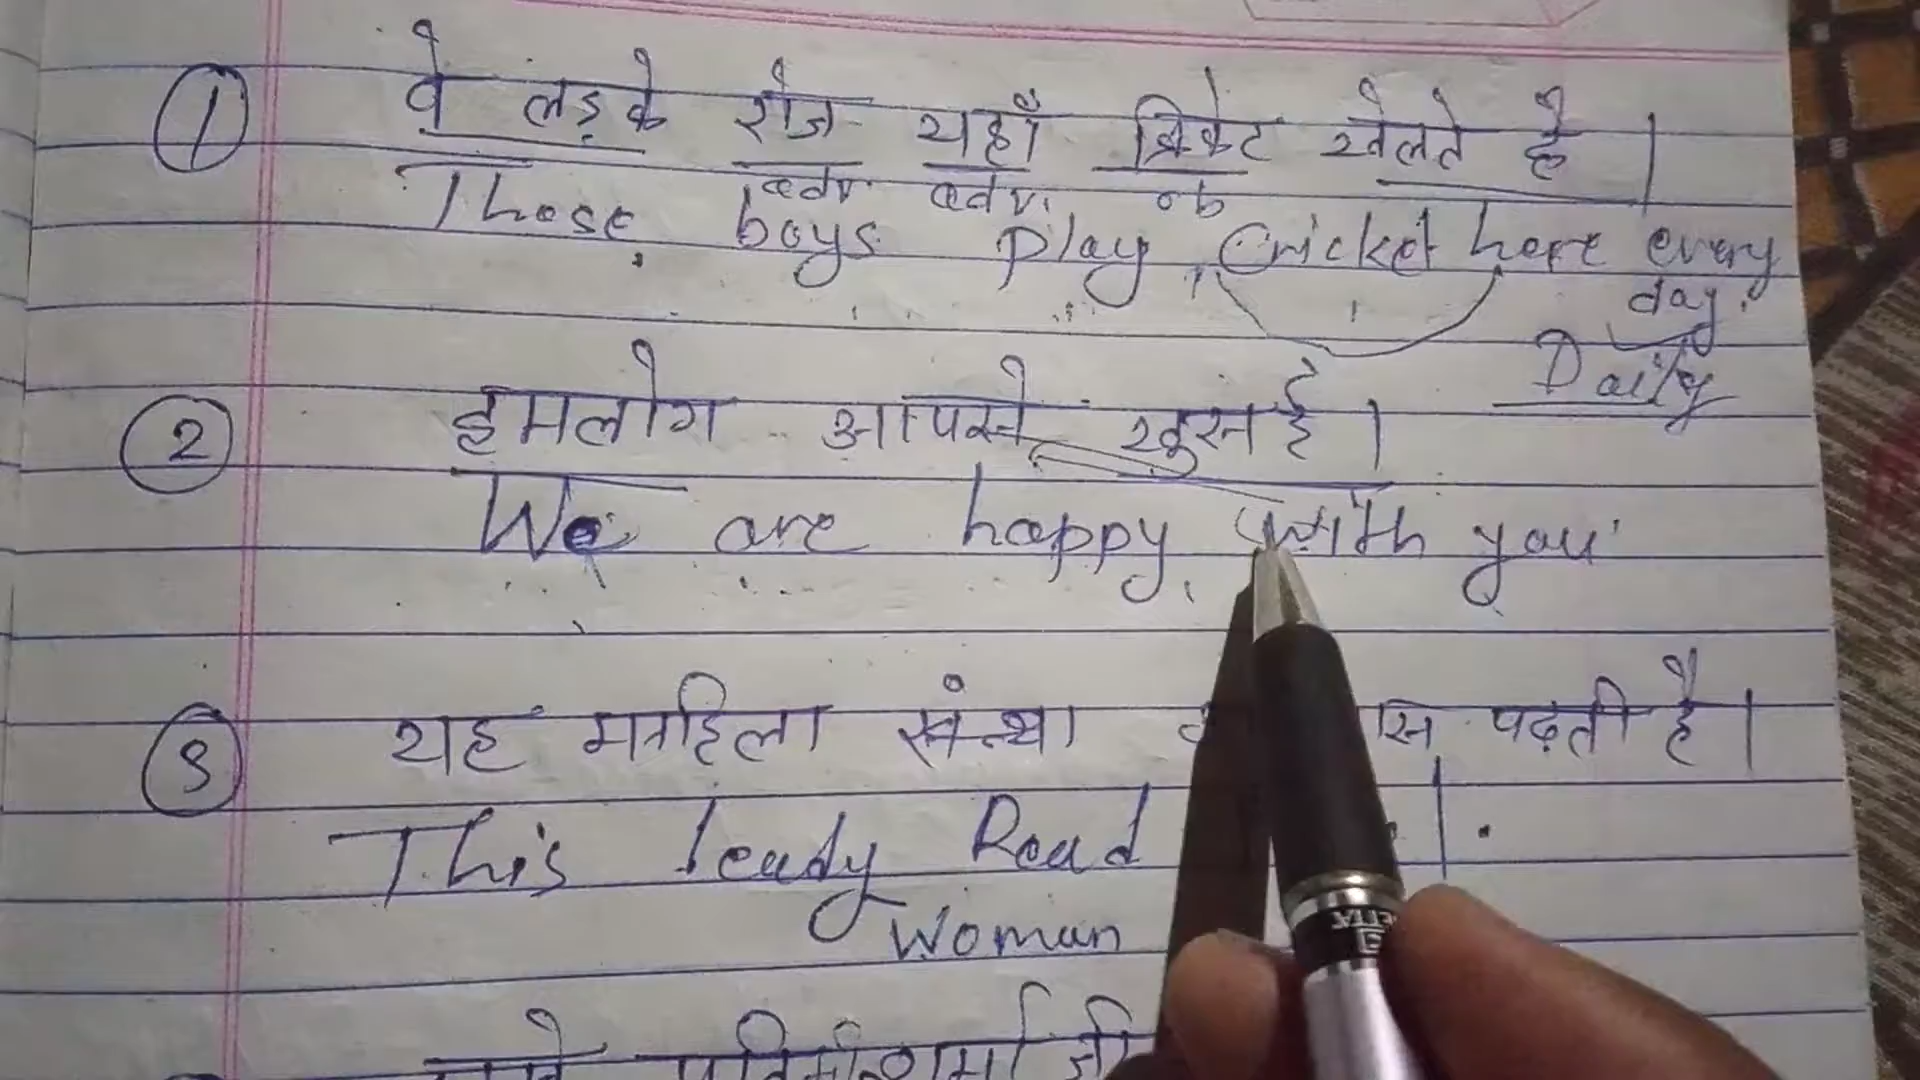 1 वे लड़के रोज यहाँ क्रिकेट खेलते है।
adv. adv. ob
Those boys play cricket here every
day.
Daily
2 हमलोग आपसे खुस है।
We are happy with you
3 यह महिला पढ़ती है।
This leady Read
Woman